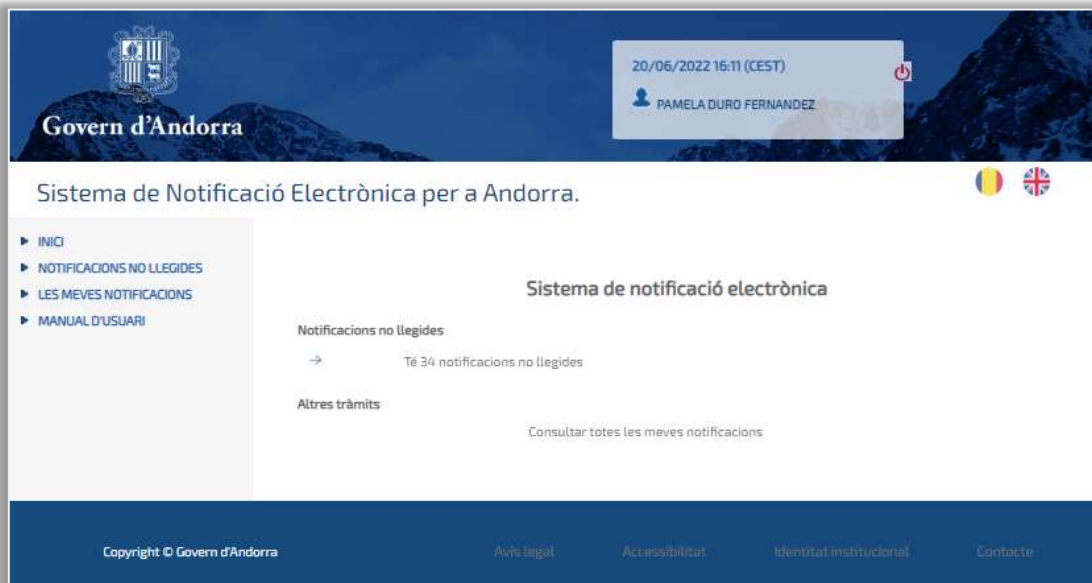 Govern d'Andorra
20/06/2022 16:11 (CEST)
PAMELA DURO FERNANDEZ
Sistema de Notificació Electrònica per a Andorra.
INICI
NOTIFICACIONS NO LLEGIDES
LES MEVES NOTIFICACIONS
MANUAL D'USUARI
Sistema de notificació electrònica
Notificacions no llegides
Té 34 notificacions no llegides
Altres tràmits
Consultar totes les meves notificacions
Copyright © Govern d'Andorra
Avís legal
Accessibilitat
Identitat institucional
Contacte